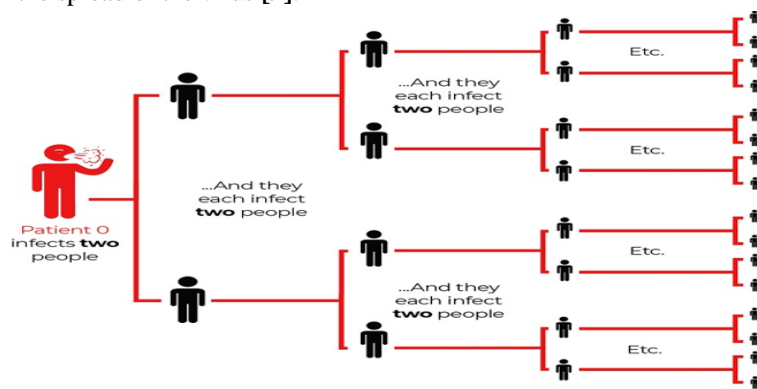 Patient 0
infects two
people
...And they
each infect
two people
...And they
each infect
two people
...And they
each infect
two people
Etc.
Etc.
Etc.
Etc.